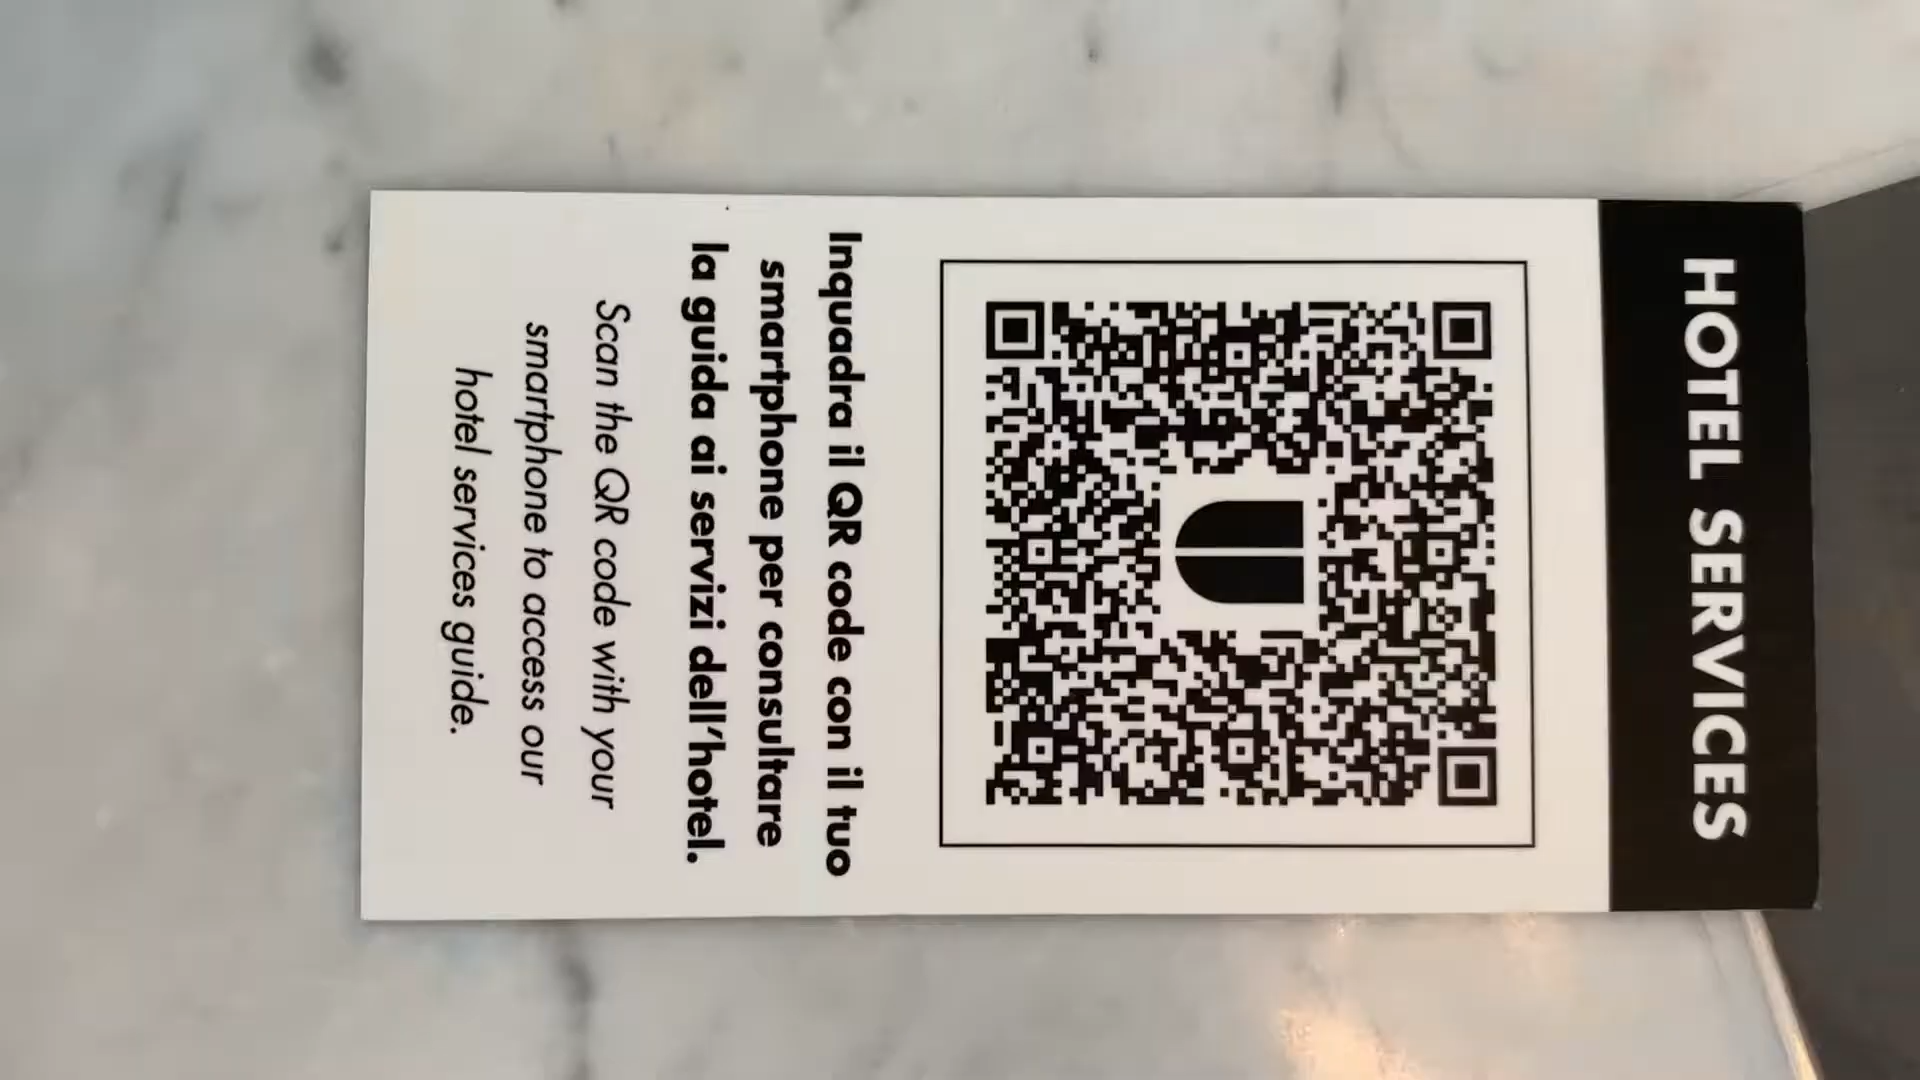 HOTEL SERVICES
Inquadra il QR code con il tuo
smartphone per consultare
la guida ai servizi dell'hotel.
Scan the QR code with your
smartphone to access our
hotel services guide.